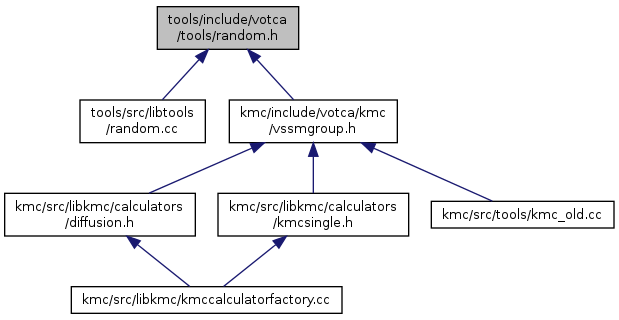 tools/include/votca
/tools/random.h
tools/src/libtools
/random.cc
kmc/include/votca/kmc
/vssmgroup.h
kmc/src/libkmc/calculators
/diffusion.h
kmc/src/libkmc/calculators
/kmcsingle.h
kmc/src/tools/kmc_old.cc
kmc/src/libkmc/kmccalculatorfactory.cc